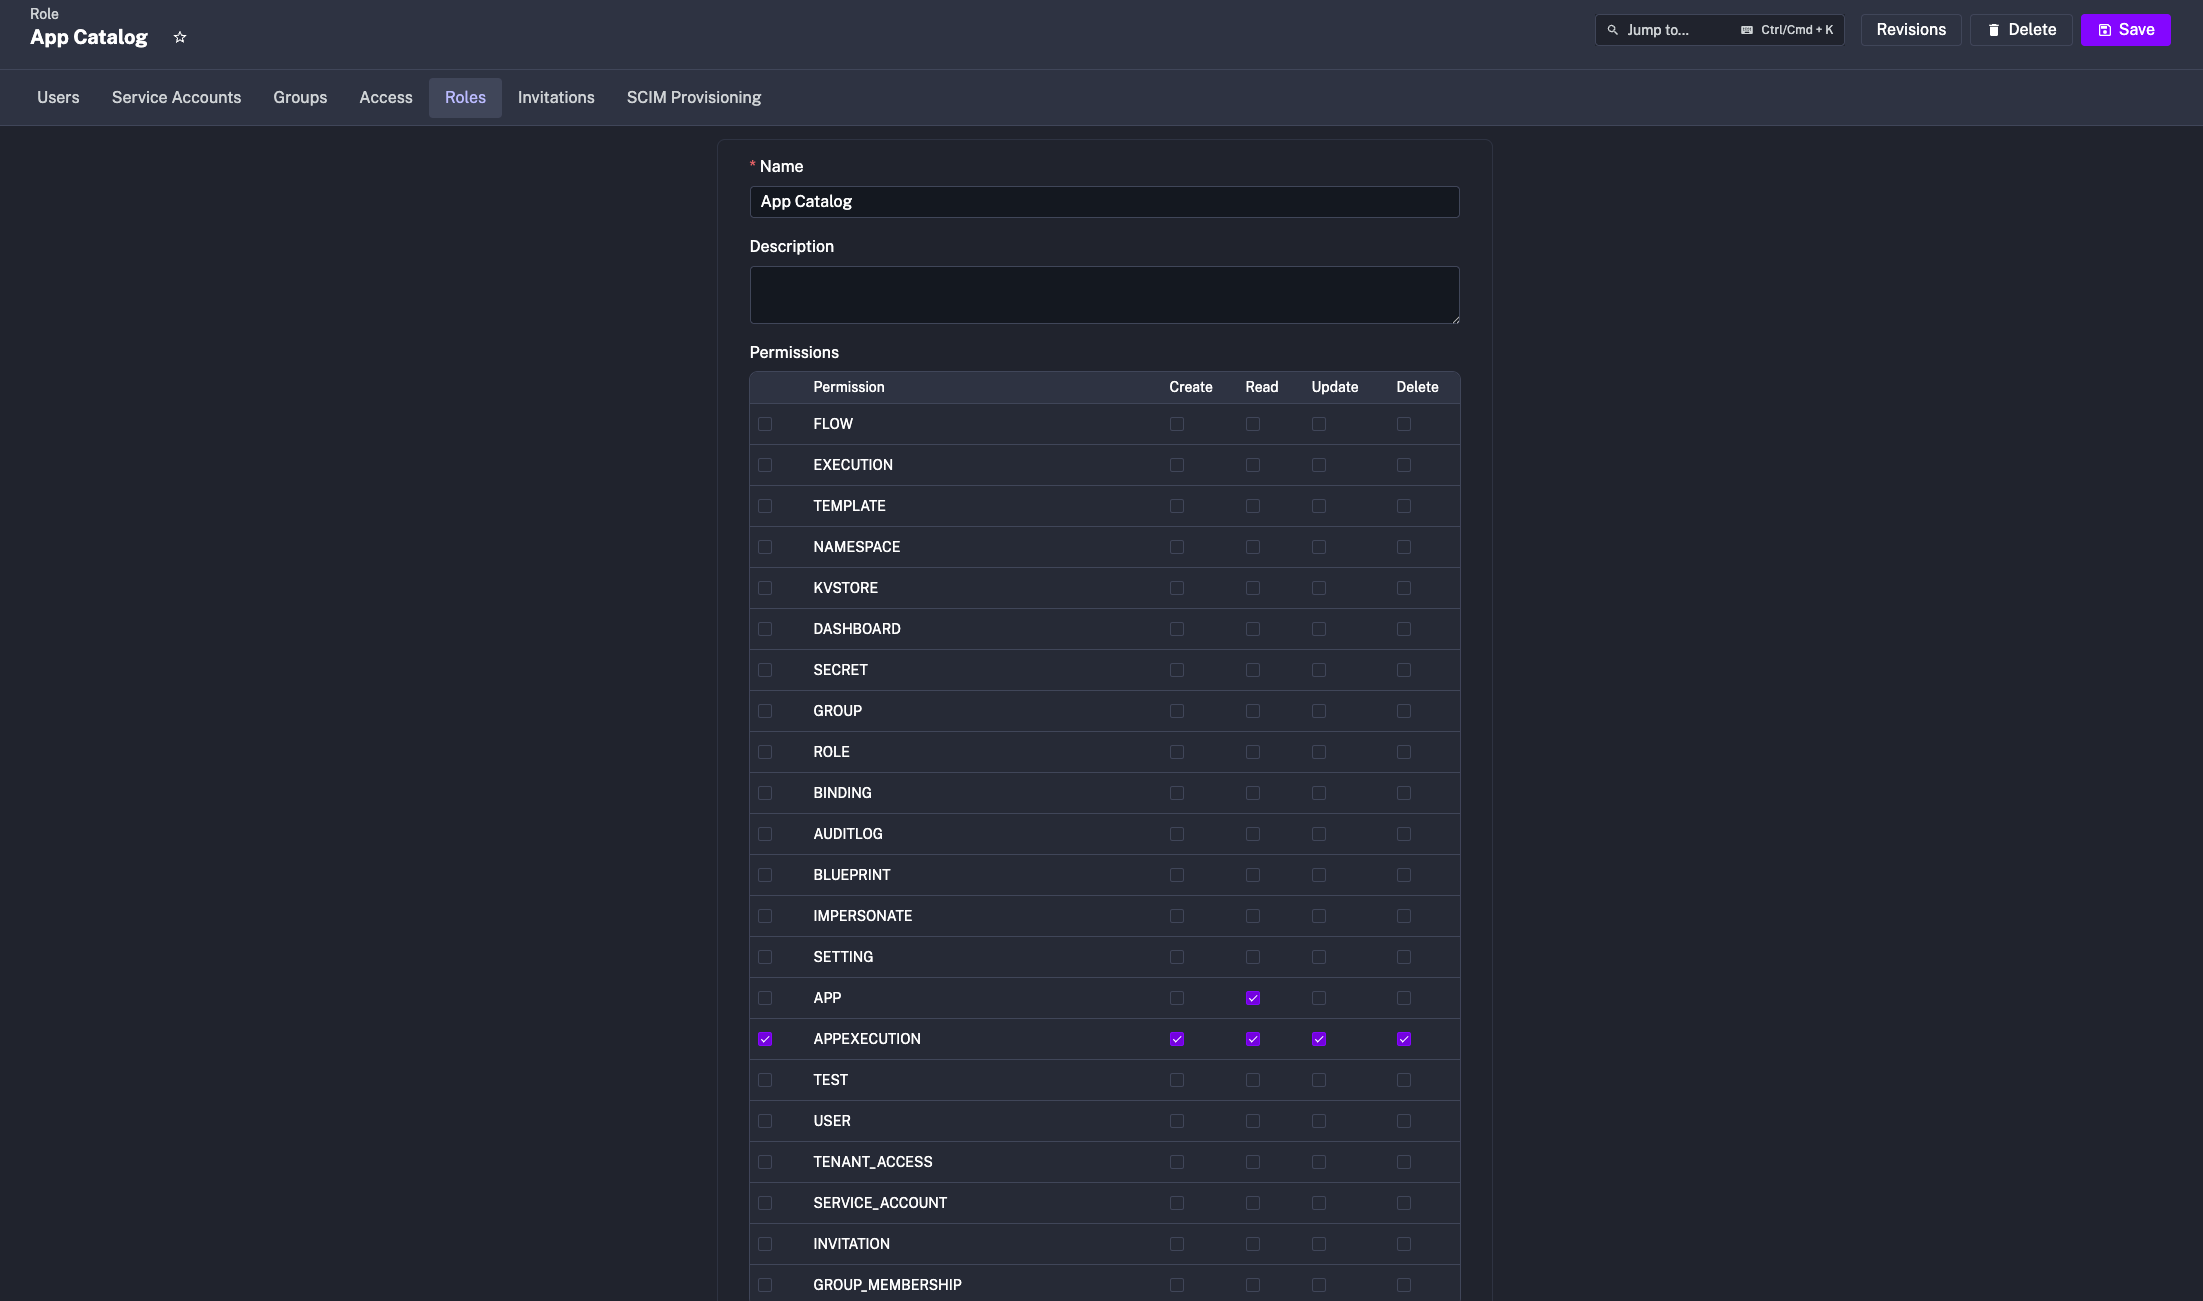 Role
App Catalog
Jump to... Ctrl/Cmd + K
Revisions
Delete
Save
Users Service Accounts Groups Access Roles Invitations SCIM Provisioning
* Name
App Catalog
Description
Permissions
Permission Create Read Update Delete
FLOW
EXECUTION
TEMPLATE
NAMESPACE
KVSTORE
DASHBOARD
SECRET
GROUP
ROLE
BINDING
AUDITLOG
BLUEPRINT
IMPERSONATE
SETTING
APP
APPEXECUTION
TEST
USER
TENANT_ACCESS
SERVICE_ACCOUNT
INVITATION
GROUP_MEMBERSHIP